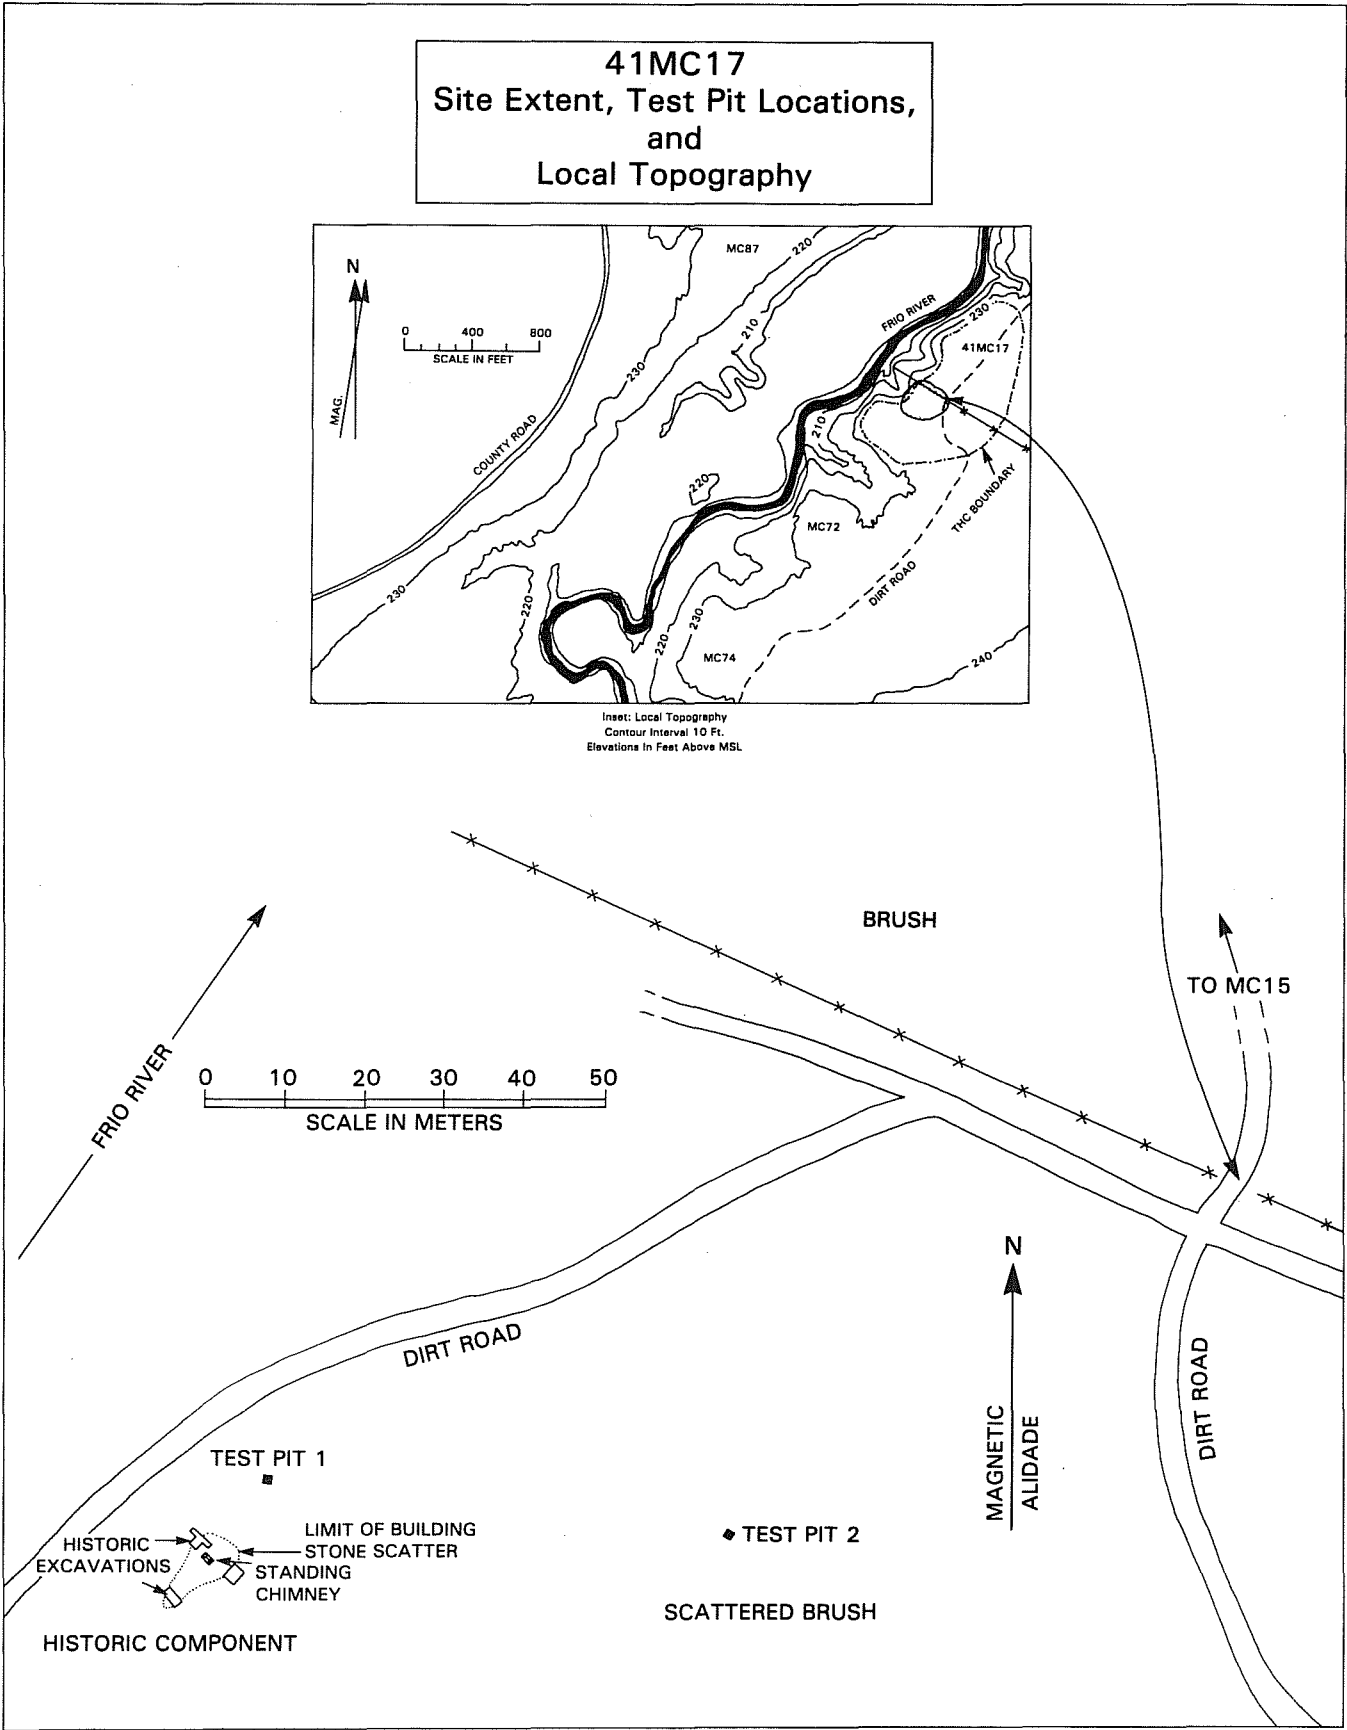 41MC17
Site Extent, Test Pit Locations,
and
Local Topography
N
MAG.
0 400 800
SCALE IN FEET
COUNTY ROAD
MC87
220
210
230
FRIO RIVER
230
41MC17
210
220
THC BOUNDARY
MC72
DIRT ROAD
230
220
220
230
MC74
240
Inset: Local Topography
Contour Interval 10 Ft.
Elevations In Feet Above MSL
BRUSH
TO MC15
FRIO RIVER
0 10 20 30 40 50
SCALE IN METERS
N
MAGNETIC
ALIDADE
DIRT ROAD
DIRT ROAD
TEST PIT 1
TEST PIT 2
HISTORIC
EXCAVATIONS
LIMIT OF BUILDING
STONE SCATTER
STANDING
CHIMNEY
SCATTERED BRUSH
HISTORIC COMPONENT